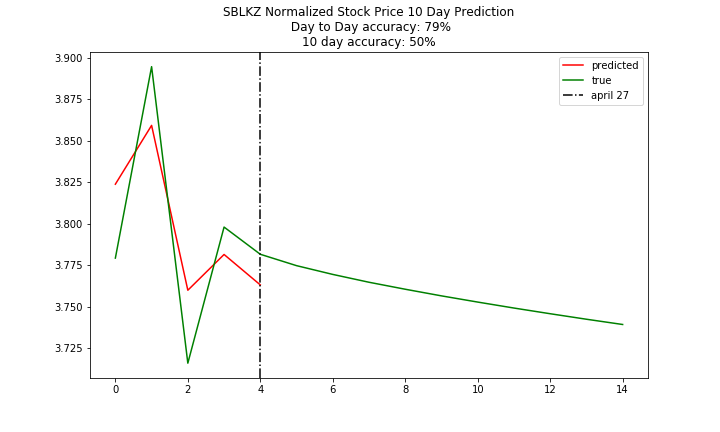 SBLKZ Normalized Stock Price 10 Day Prediction
Day to Day accuracy: 79%
10 day accuracy: 50%
predicted
true
april 27
3.900
3.875
3.850
3.825
3.800
3.775
3.750
3.725
0 2 4 6 8 10 12 14